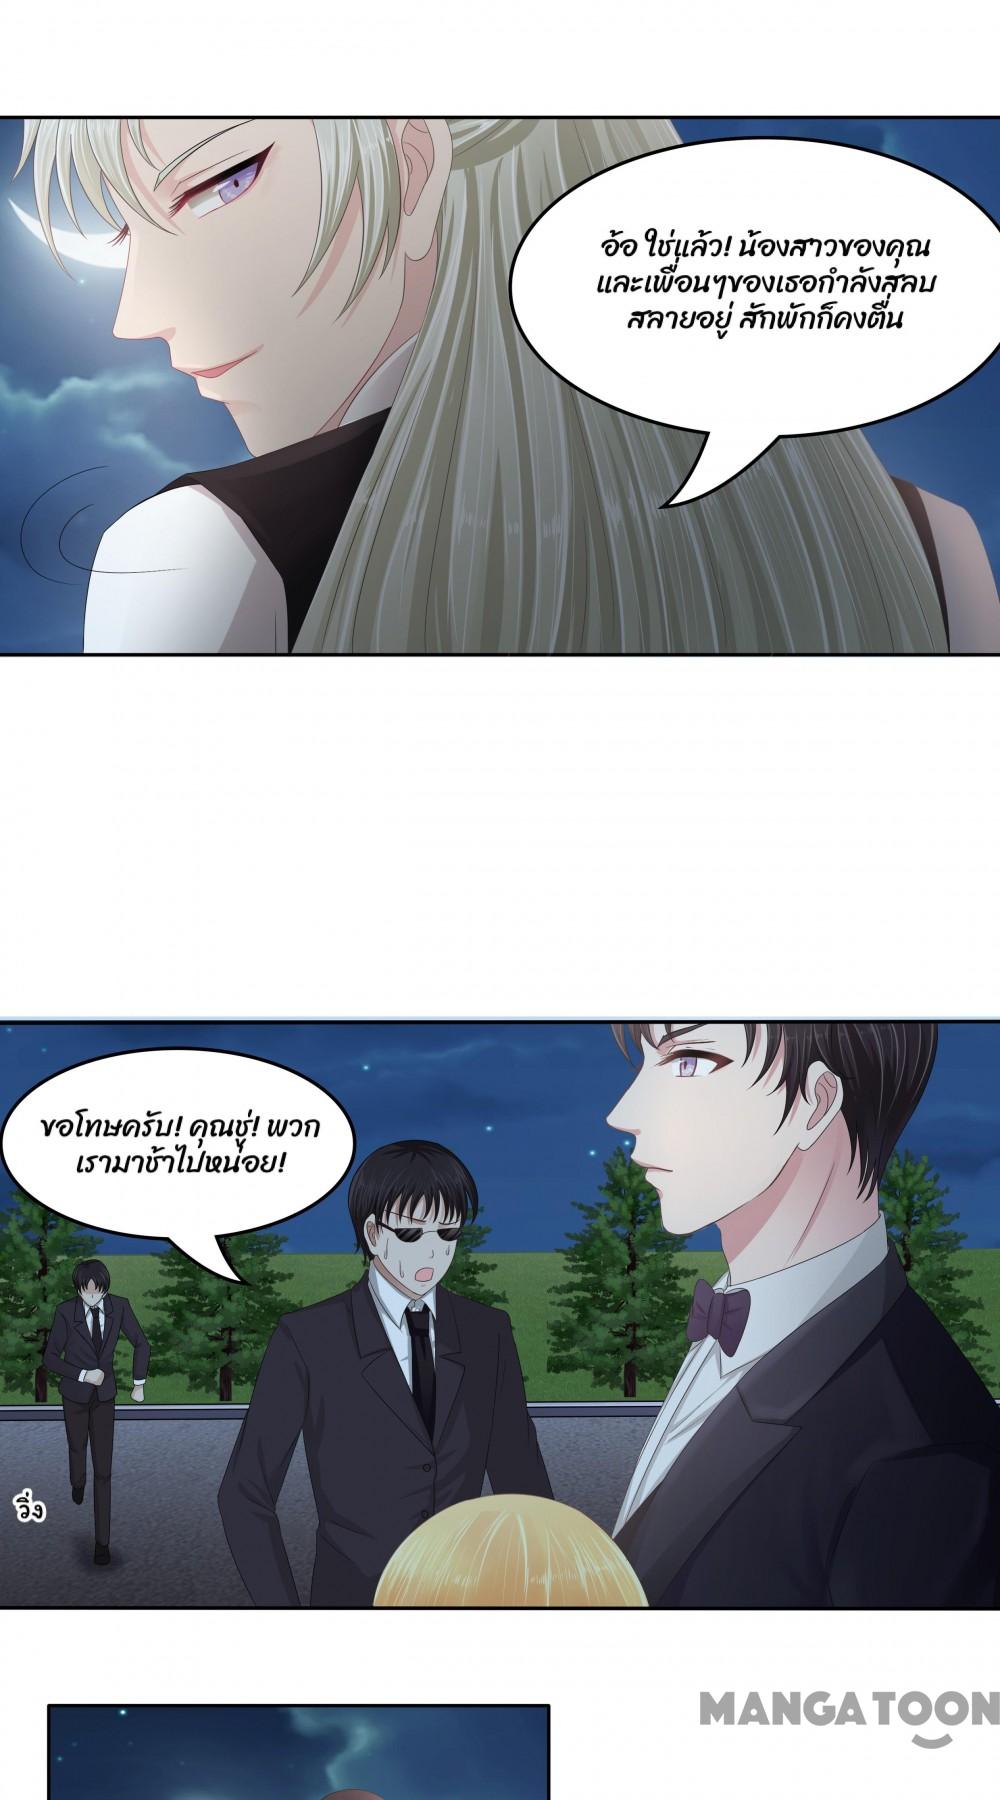 อ้อ ใช่แล้ว! น้องสาวของคุณ
และเพื่อนๆของเธอกำลังสลบ
สลายอยู่ สักพักก็คงตื่น
ขอโทษครับ! คุณชู่! พวก
เรามาช้าไปหน่อย!
วิ่ง
MANGATOON